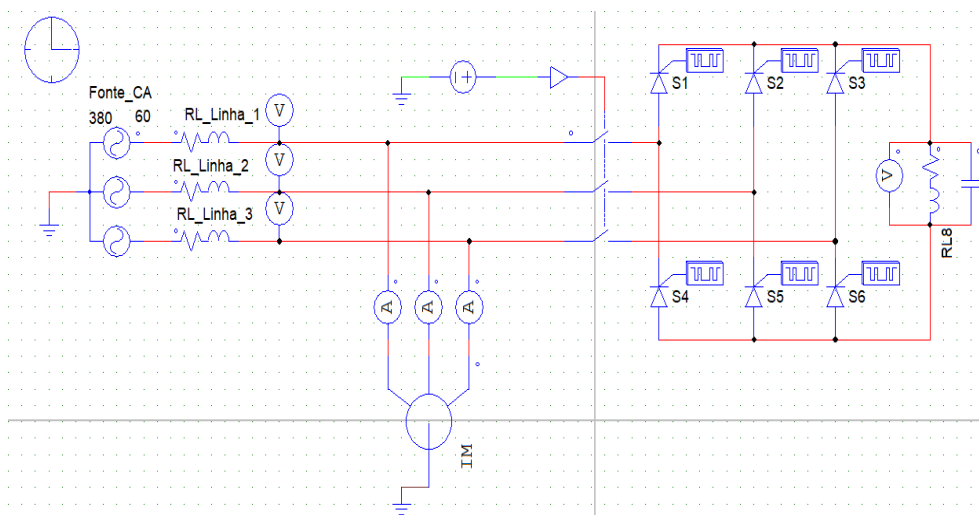 Fonte_CA
380 60
RL_Linha_1
RL_Linha_2
RL_Linha_3
V
V
V
A
A
A
IM
S1
S2
S3
S4
S5
S6
V
RL8